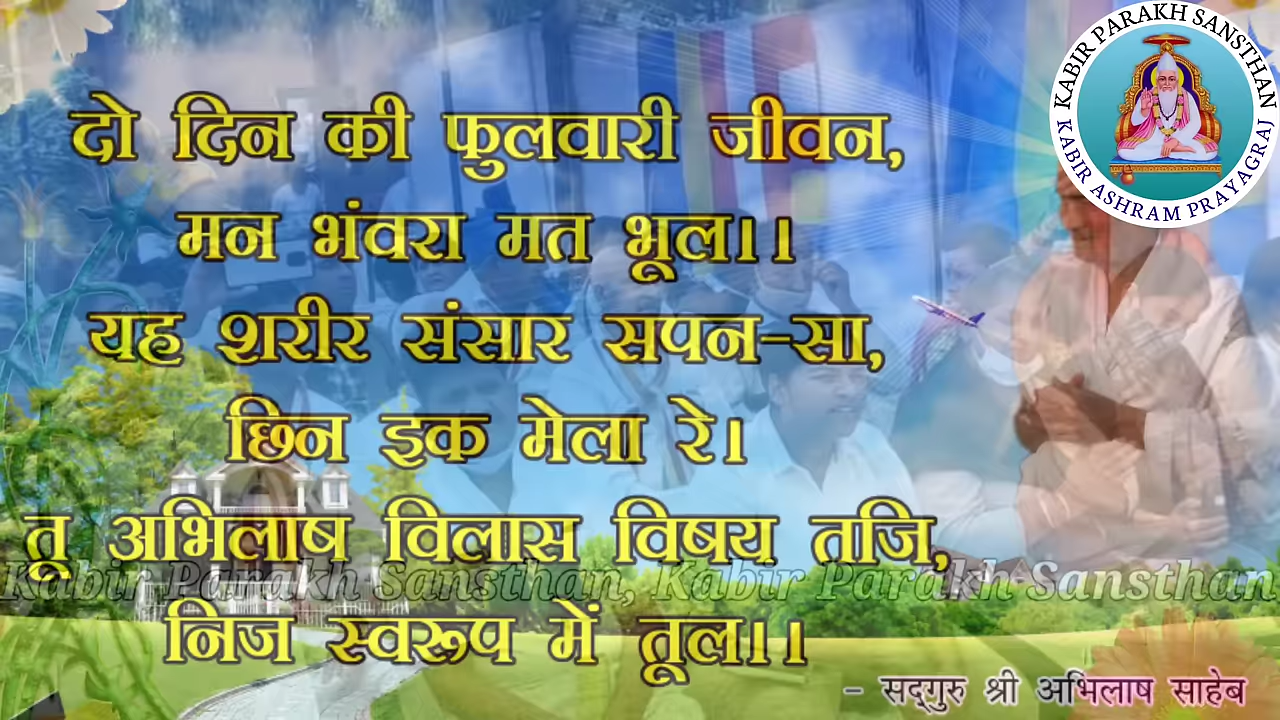 KABIR PARAKH SANSTHAN
KABIR ASHRAM PRAYAGRAJ
दो दिन की फुलवारी जीवन,
मन भंवरा मत भूल।।
यह शरीर संसार सपन-सा,
छिन इक मेला रे।
तू अभिलाष विलास विषय तजि,
Kabir Parakh Sansthan, Kabir Parakh Sansthan
निज स्वरूप में तूल।।
- सद्गुरु श्री अभिलाष साहेब